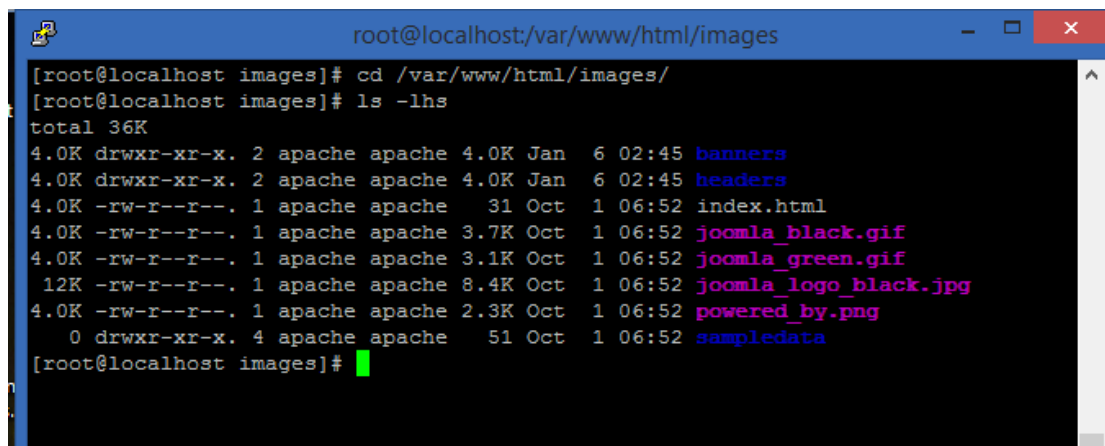 root@localhost:/var/www/html/images
[root@localhost images]# cd /var/www/html/images/
[root@localhost images]# ls -lhs
total 36K
4.0K drwxr-xr-x. 2 apache apache 4.0K Jan  6 02:45 banners
4.0K drwxr-xr-x. 2 apache apache 4.0K Jan  6 02:45 headers
4.0K -rw-r--r--. 1 apache apache   31 Oct  1 06:52 index.html
4.0K -rw-r--r--. 1 apache apache 3.7K Oct  1 06:52 joomla_black.gif
4.0K -rw-r--r--. 1 apache apache 3.1K Oct  1 06:52 joomla_green.gif
 12K -rw-r--r--. 1 apache apache 8.4K Oct  1 06:52 joomla_logo_black.jpg
4.0K -rw-r--r--. 1 apache apache 2.3K Oct  1 06:52 powered_by.png
   0 drwxr-xr-x. 4 apache apache   51 Oct  1 06:52 sampledata
[root@localhost images]#